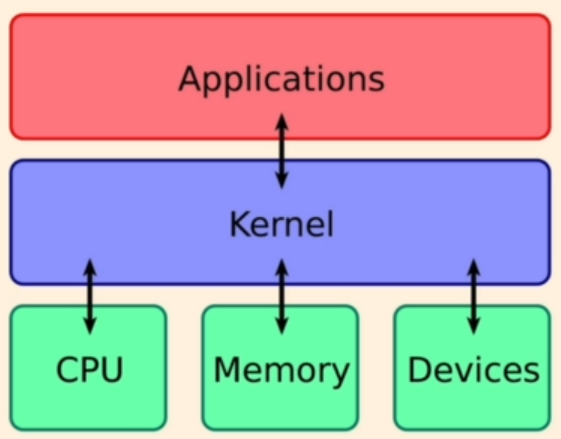 Applications
Kernel
CPU
Memory
Devices